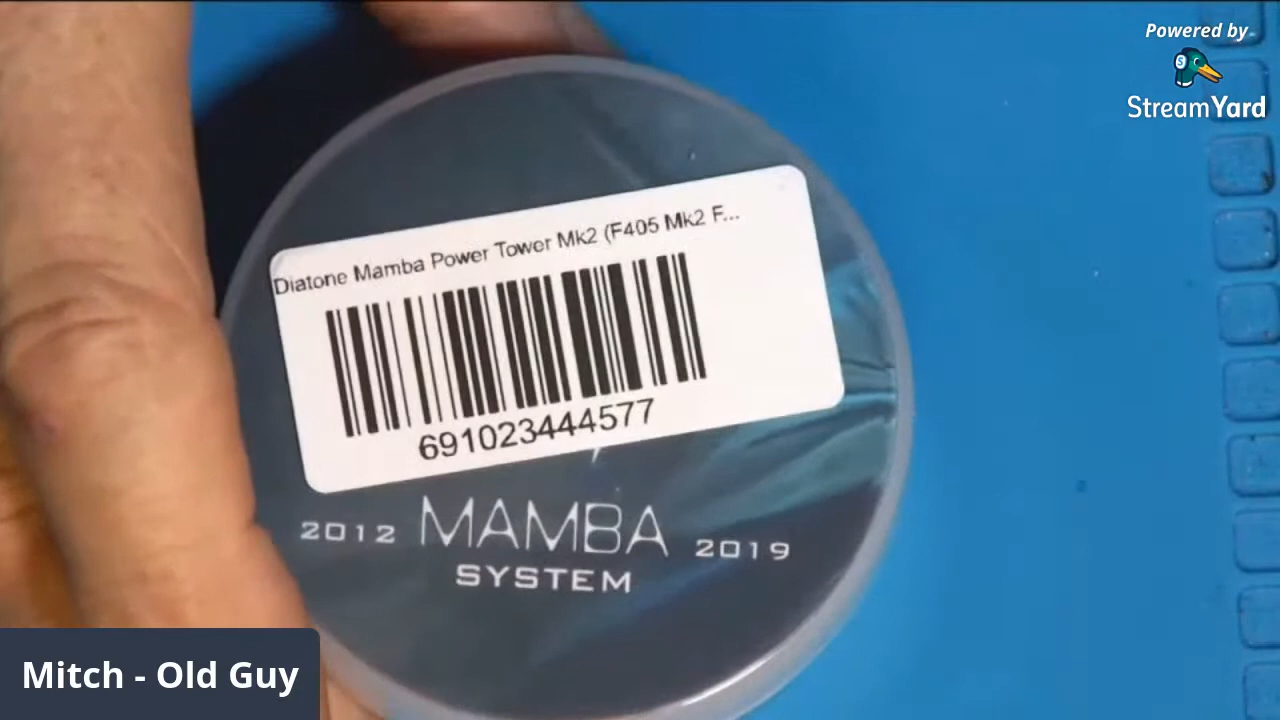 Powered by
StreamYard
Diatone Mamba Power Tower Mk2 (F405 Mk2 F...
691023444577
2012 MAMBA 2019
SYSTEM
Mitch - Old Guy